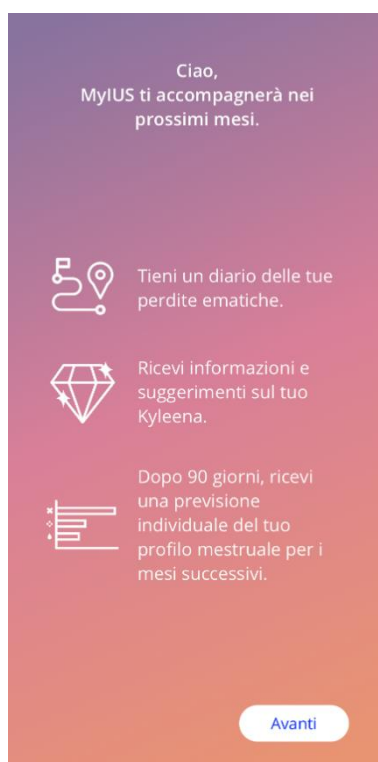 Ciao,
MyIUS ti accompagnerà nei
prossimi mesi.
Tieni un diario delle tue
perdite ematiche.
Ricevi informazioni e
suggerimenti sul tuo
Kyleena.
Dopo 90 giorni, ricevi
una previsione
individuale del tuo
profilo mestruale per i
mesi successivi.
Avanti